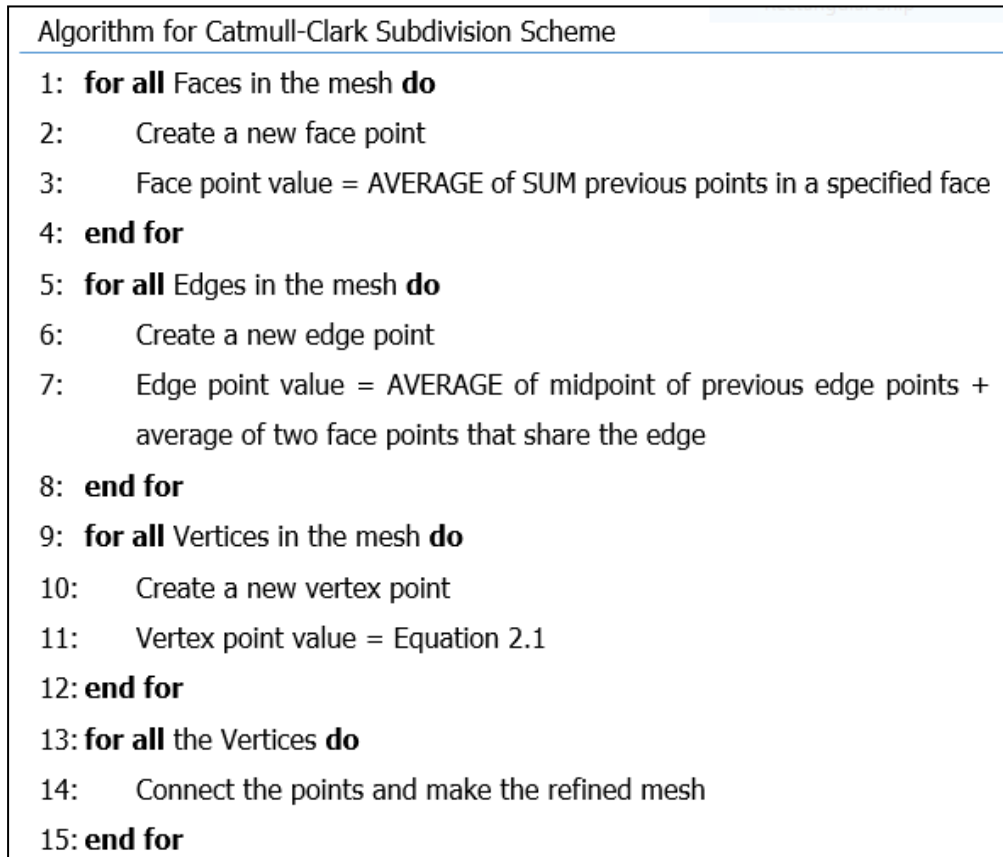 Algorithm for Catmull-Clark Subdivision Scheme
1: for all Faces in the mesh do
2: Create a new face point
3: Face point value = AVERAGE of SUM previous points in a specified face
4: end for
5: for all Edges in the mesh do
6: Create a new edge point
7: Edge point value = AVERAGE of midpoint of previous edge points +
average of two face points that share the edge
8: end for
9: for all Vertices in the mesh do
10: Create a new vertex point
11: Vertex point value = Equation 2.1
12: end for
13: for all the Vertices do
14: Connect the points and make the refined mesh
15: end for